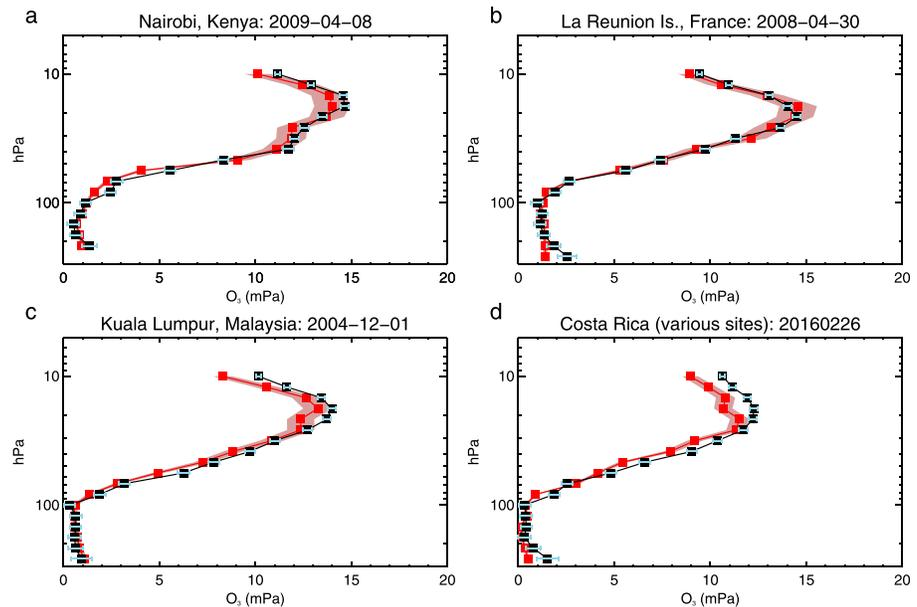 a
Nairobi, Kenya: 2009−04−08
10
hPa
100
0 5 10 15 20
O₃ (mPa)
b
La Reunion Is., France: 2008−04−30
10
hPa
100
0 5 10 15 20
O₃ (mPa)
c
Kuala Lumpur, Malaysia: 2004−12−01
10
hPa
100
0 5 10 15 20
O₃ (mPa)
d
Costa Rica (various sites): 20160226
10
hPa
100
0 5 10 15 20
O₃ (mPa)